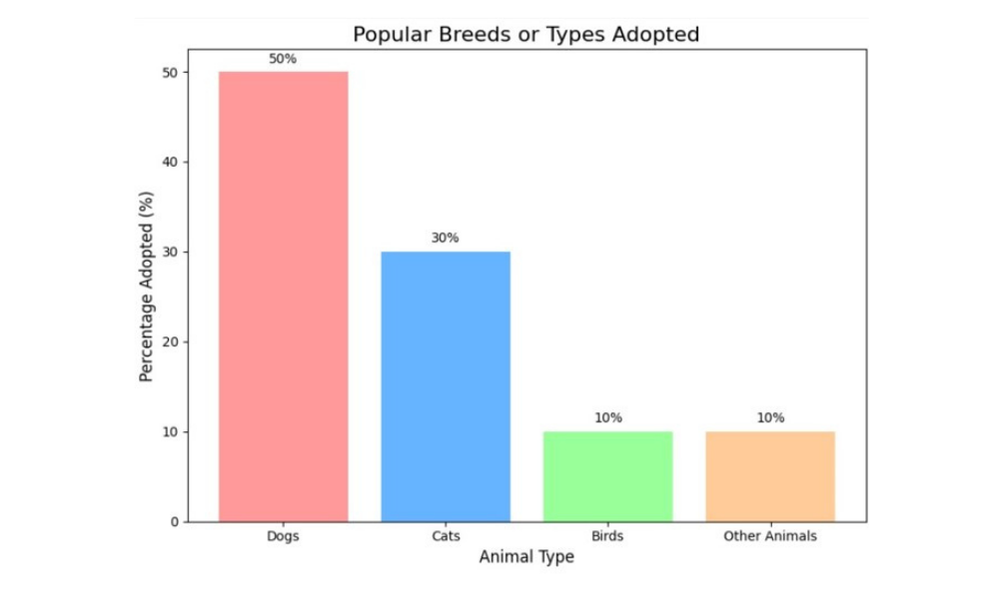 Popular Breeds or Types Adopted
50%
50
40
Percentage Adopted (%)
30%
30
20
10%
10%
10
0
Dogs
Cats
Birds
Other Animals
Animal Type